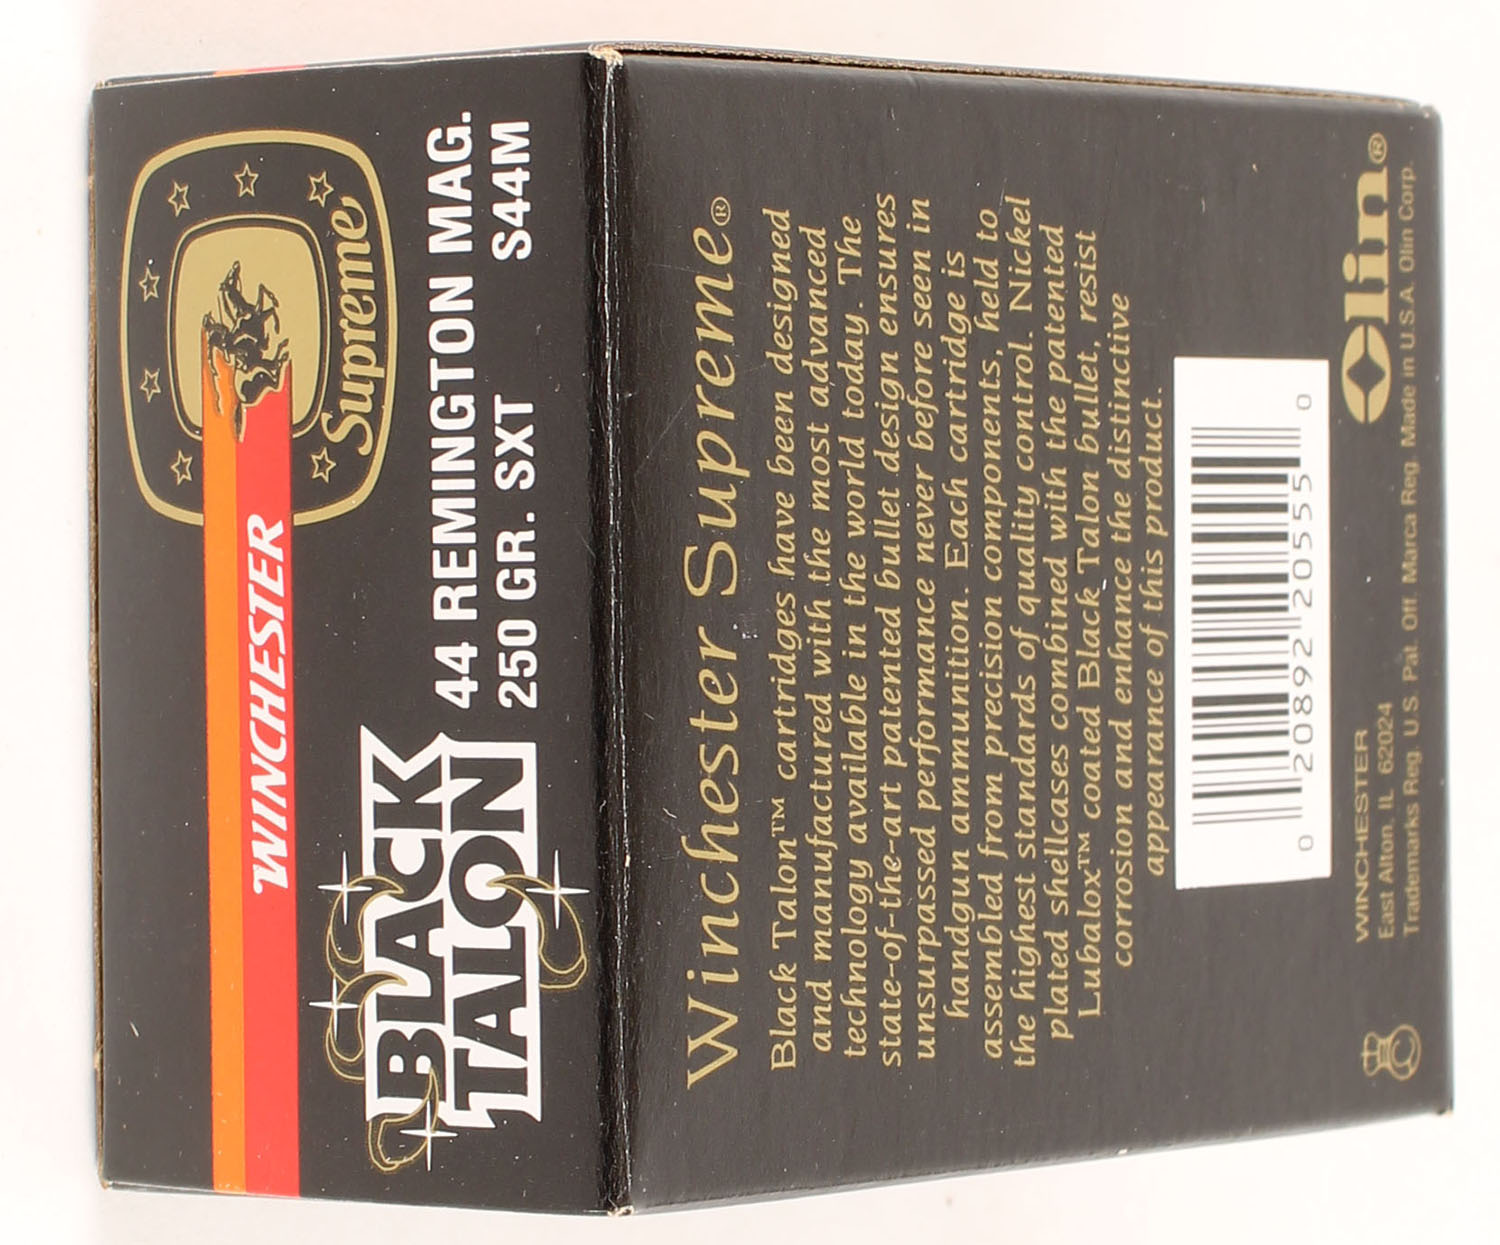 WINCHESTER
Supreme®
BLACK
TALON
44 REMINGTON MAG.
250 GR. SXT S44M
Winchester Supreme®
Black Talon™ cartridges have been designed
and manufactured with the most advanced
technology available in the world today. The
state-of-the-art patented bullet design ensures
unsurpassed performance never before seen in
handgun ammunition. Each cartridge is
assembled from precision components, held to
the highest standards of quality control. Nickel
plated shellcases combined with the patented
Lubalox™ coated Black Talon bullet, resist
corrosion and enhance the distinctive
appearance of this product.
0 20892 20555 0
WINCHESTER
East Alton, IL 62024
Trademarks Reg. U.S. Pat. Off. Marca Reg. Made in U.S.A. Olin Corp.
Olin®